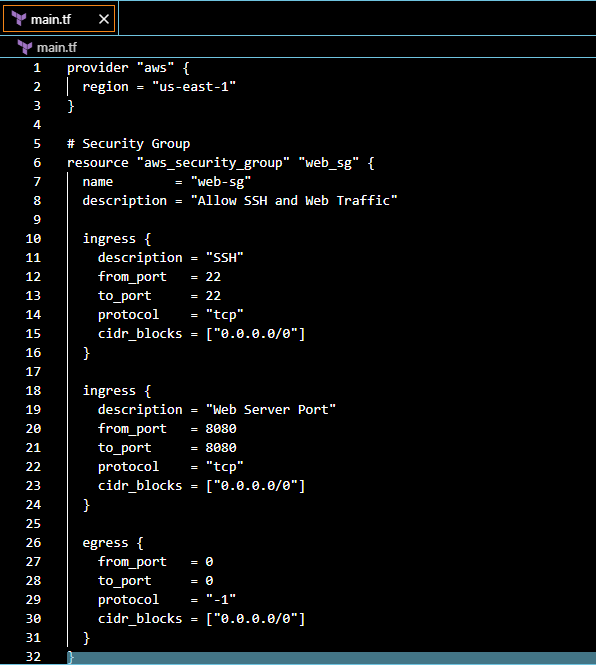 main.tf ×
main.tf
1 provider "aws" {
2   region = "us-east-1"
3 }
4
5 # Security Group
6 resource "aws_security_group" "web_sg" {
7   name        = "web-sg"
8   description = "Allow SSH and Web Traffic"
9
10   ingress {
11     description = "SSH"
12     from_port   = 22
13     to_port     = 22
14     protocol    = "tcp"
15     cidr_blocks = ["0.0.0.0/0"]
16   }
17
18   ingress {
19     description = "Web Server Port"
20     from_port   = 8080
21     to_port     = 8080
22     protocol    = "tcp"
23     cidr_blocks = ["0.0.0.0/0"]
24   }
25
26   egress {
27     from_port   = 0
28     to_port     = 0
29     protocol    = "-1"
30     cidr_blocks = ["0.0.0.0/0"]
31   }
32 }